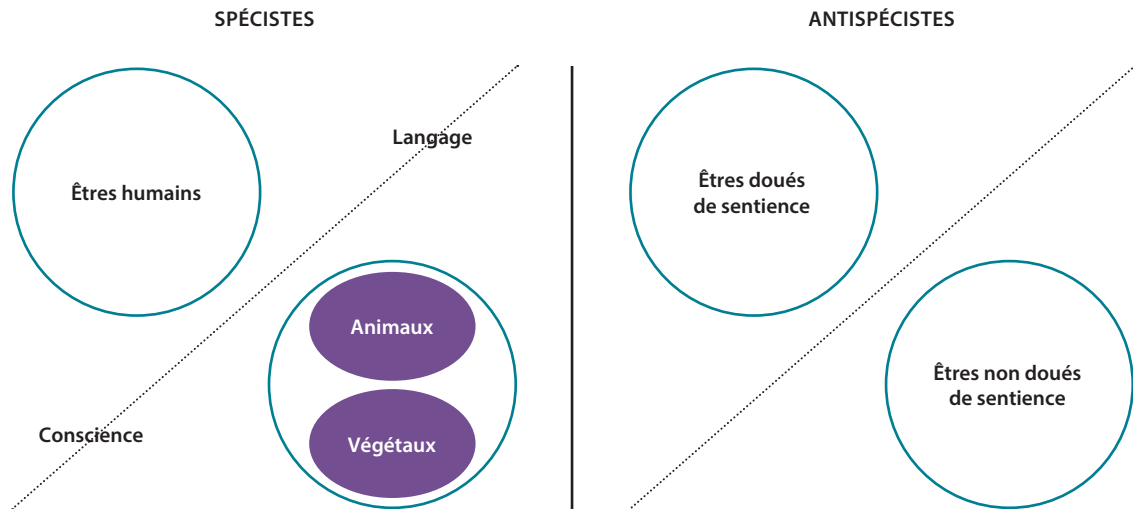 SPÉCISTES
Langage
Êtres humains
Animaux
Conscience
Végétaux
ANTISPÉCISTES
Êtres doués
de sentience
Êtres non doués
de sentience